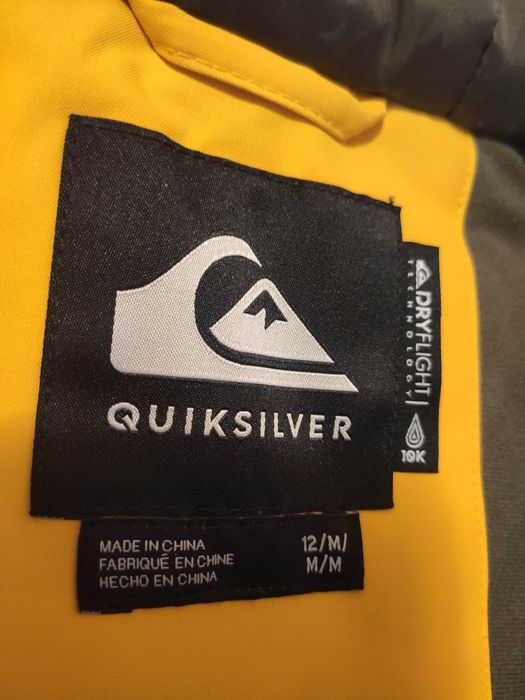 QUIKSILVER
DRYFLIGHT
TECHNOLOGY
10K
MADE IN CHINA
FABRIQUÉ EN CHINE
HECHO EN CHINA
12/M/
M/M